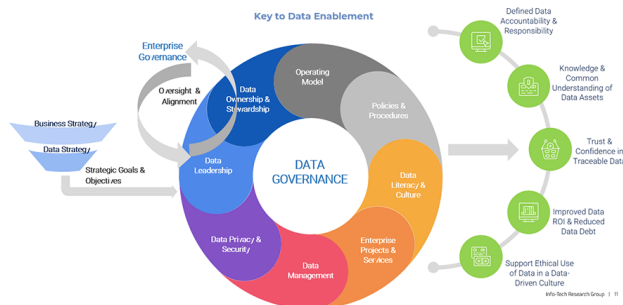 Key to Data Enablement
Enterprise
Governance
Oversight &
Alignment
Business Strategy
Data Strategy
Strategic Goals &
Objectives
Data
Ownership &
Stewardship
Operating
Model
Policies &
Procedures
Data
Literacy &
Culture
Enterprise
Projects &
Services
Data
Management
Data Privacy &
Security
Data
Leadership
DATA
GOVERNANCE
Defined Data
Accountability &
Responsibility
Knowledge &
Common
Understanding of
Data Assets
Trust &
Confidence in
Traceable Data
Improved Data
ROI & Reduced
Data Debt
Support Ethical Use
of Data in a Data-
Driven Culture
Info-Tech Research Group | 11